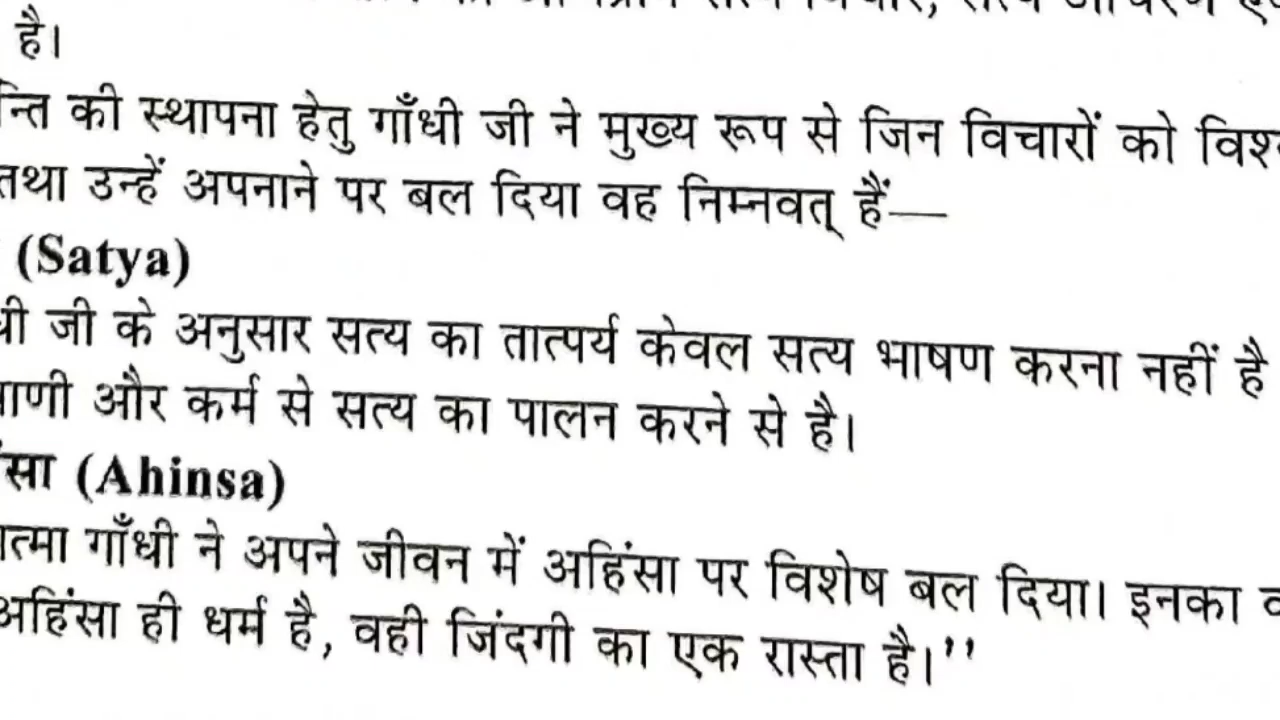 है।
की स्थापना हेतु गाँधी जी ने मुख्य रूप से जिन विचारों को
तथा उन्हें अपनाने पर बल दिया वह निम्नवत् हैं—
(Satya)
जी के अनुसार सत्य का तात्पर्य केवल सत्य भाषण करना नहीं है
और कर्म से सत्य का पालन करने से है।
(Ahinsa)
गाँधी ने अपने जीवन में अहिंसा पर विशेष बल दिया। इनका
अहिंसा ही धर्म है, वही जिंदगी का एक रास्ता है।’’